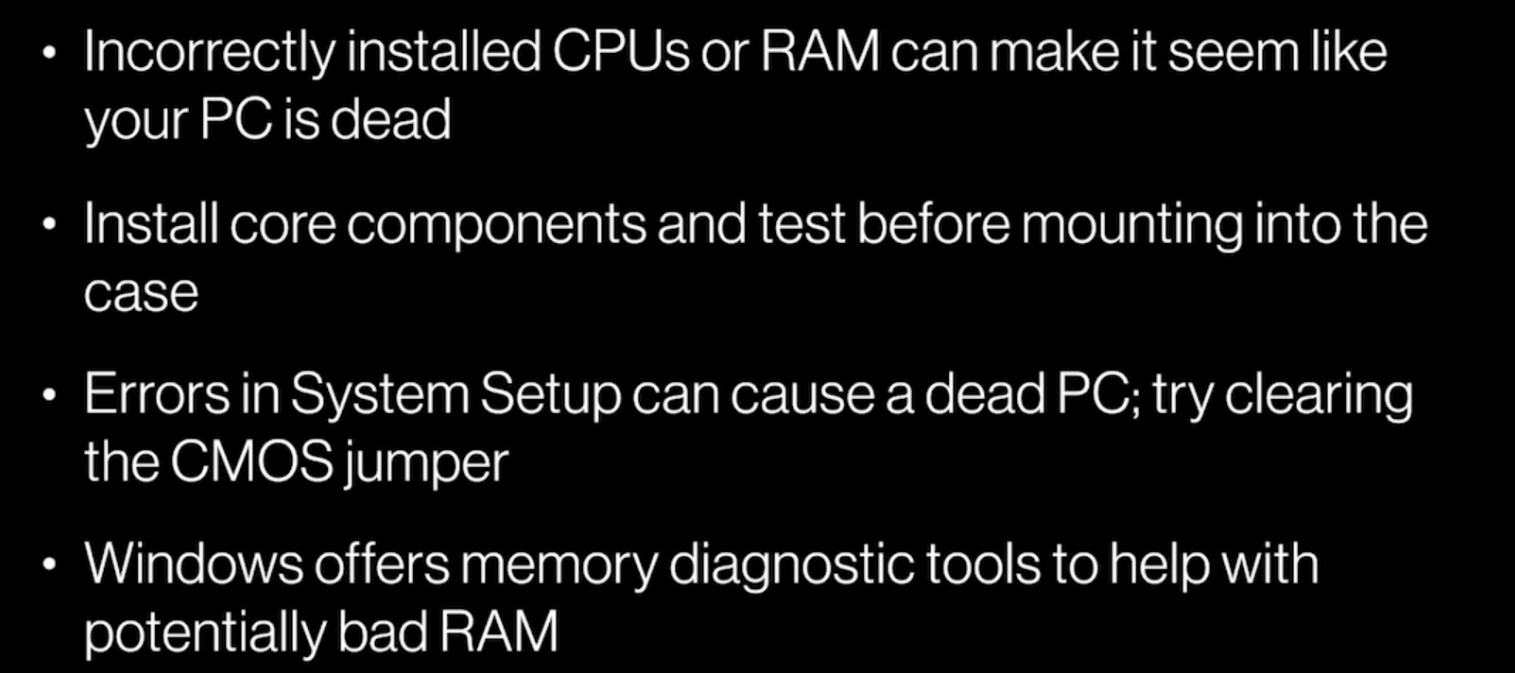 • Incorrectly installed CPUs or RAM can make it seem like
your PC is dead
• Install core components and test before mounting into the
case
• Errors in System Setup can cause a dead PC; try clearing
the CMOS jumper
• Windows offers memory diagnostic tools to help with
potentially bad RAM